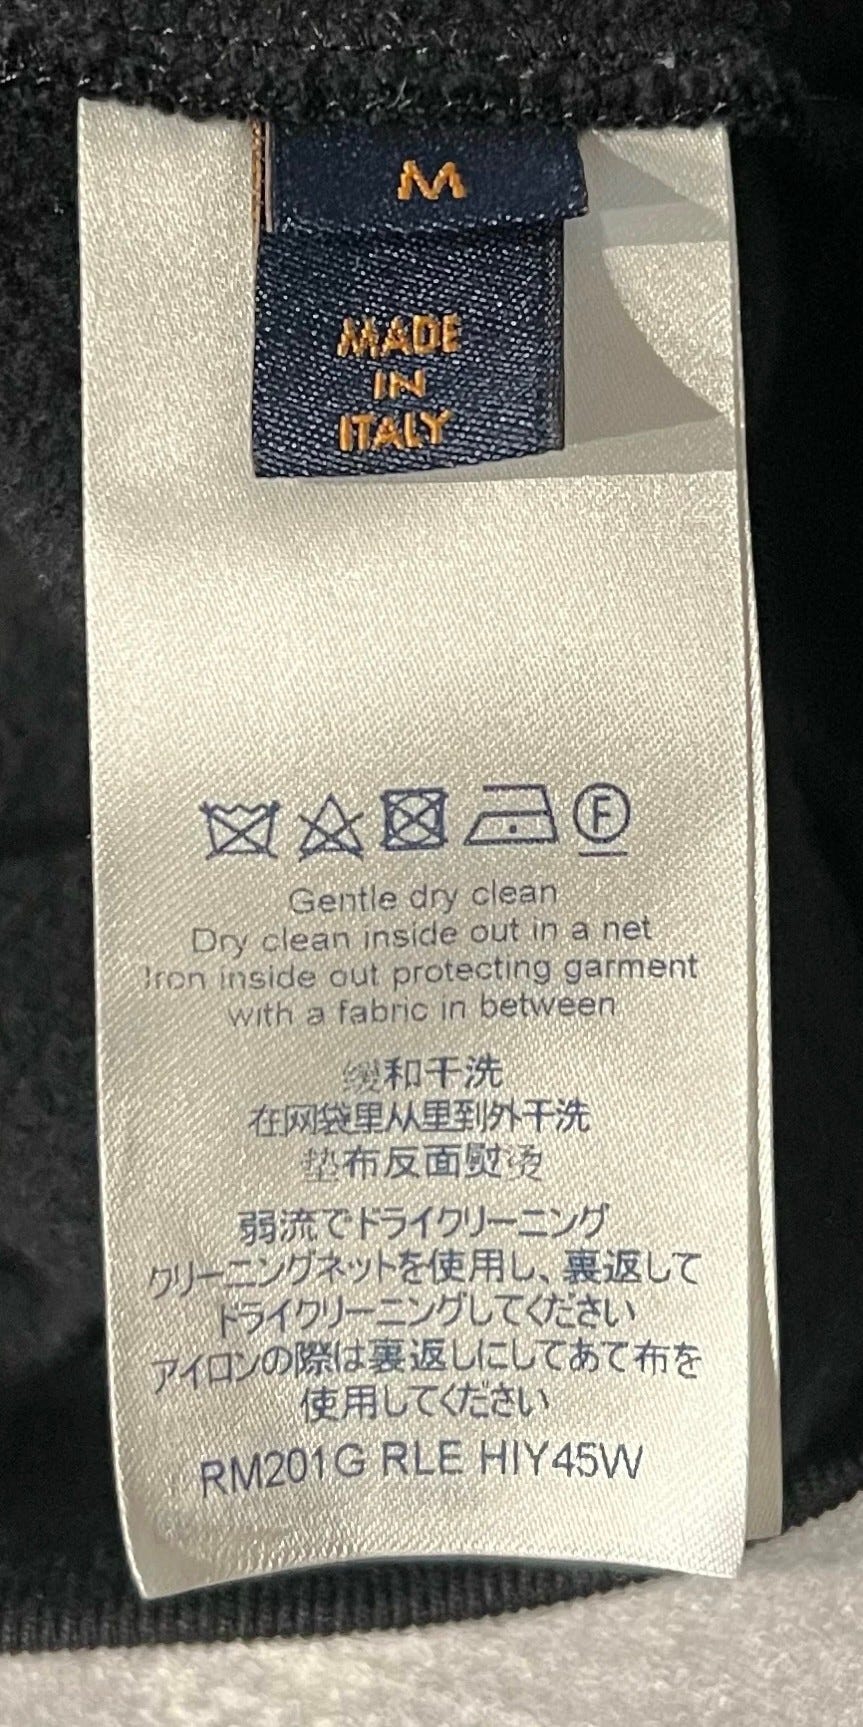 M
MADE
IN
ITALY
F
Gentle dry clean
Dry clean inside out in a net
Iron inside out protecting garment
with a fabric in between
缓和干洗
在网袋里从里到外干洗
垫布反面熨烫
弱流でドライクリーニング
クリーニングネットを使用し、裏返して
ドライクリーニングしてください
アイロンの際は裏返しにしてあて布を
使用してください
RM201G RLE HIY45W